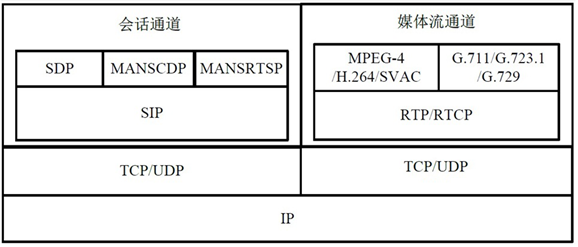 会话通道
媒体流通道
SDP
MANSCDP
MANSRTSP
MPEG-4
/H.264/SVAC
G.711/G.723.1
/G.729
SIP
RTP/RTCP
TCP/UDP
TCP/UDP
IP